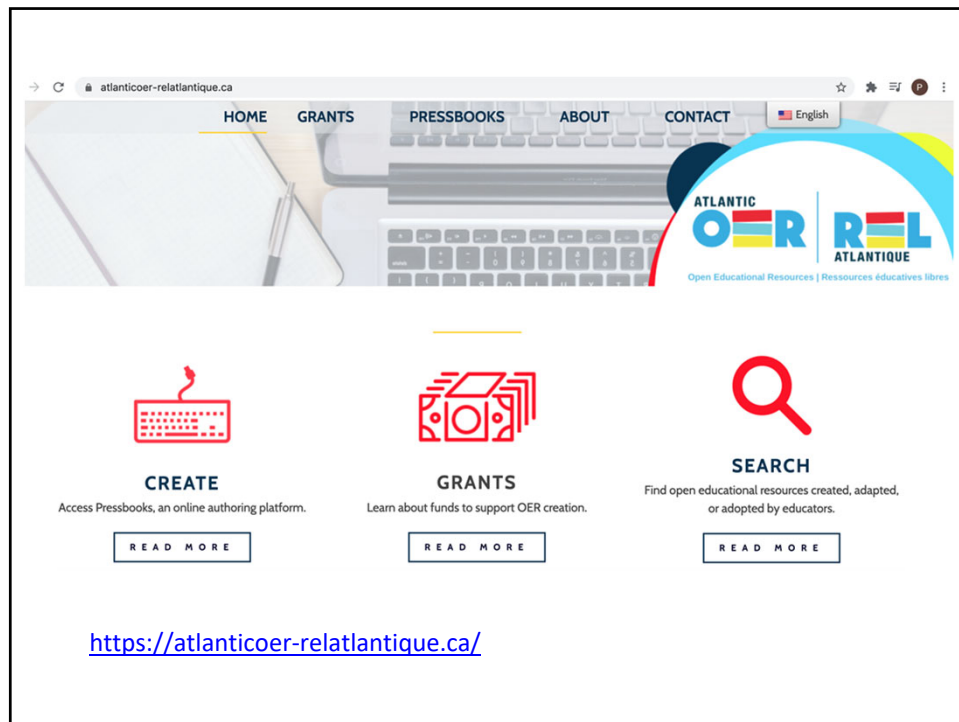 atlanticoer-relatlantique.ca
P
HOME GRANTS PRESSBOOKS ABOUT CONTACT English
ATLANTIC
OER REL
ATLANTIQUE
Open Educational Resources | Ressources éducatives libres
CREATE
Access Pressbooks, an online authoring platform.
READ MORE
GRANTS
Learn about funds to support OER creation.
READ MORE
SEARCH
Find open educational resources created, adapted,
or adopted by educators.
READ MORE
https://atlanticoer-relatlantique.ca/